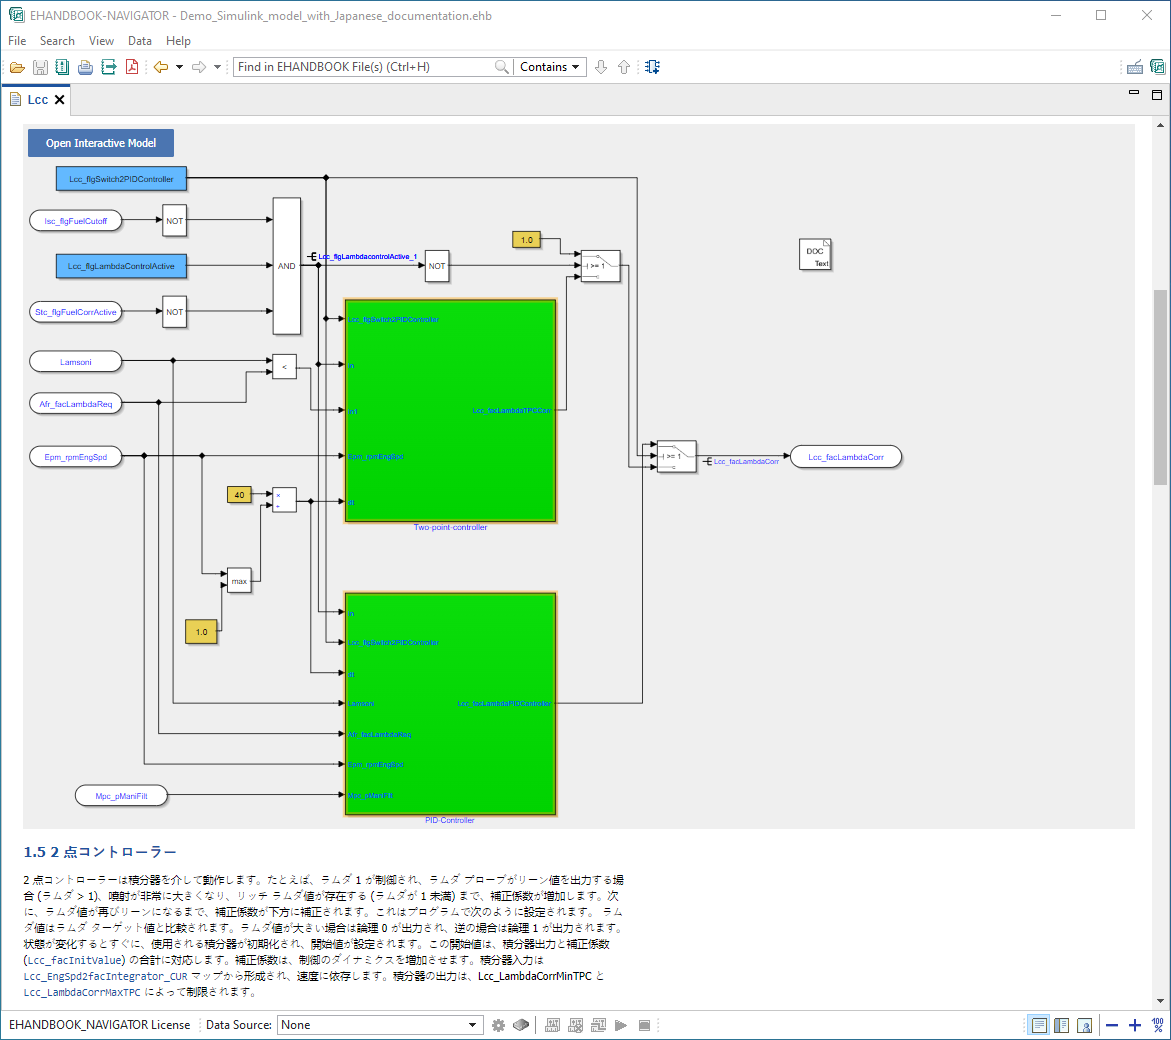 EHANDBOOK-NAVIGATOR - Demo_Simulink_model_with_Japanese_documentation.ehb
File Search View Data Help
Find in EHANDBOOK File(s) (Ctrl+H) Contains
Lcc
Open Interactive Model
Lcc_flgSwitch2PIDController
Isc_flgFuelCutoff
NOT
Lcc_flgLambdaControlActive
Stc_flgFuelCorrActive
NOT
AND
Lcc_flgLambdacontrolActive_1
NOT
1.0
>= 1
DOC
Text
Lamsoni
<
Afr_facLambdaReq
Epm_rpmEngSpd
40
×
÷
max
1.0
Lcc_flgSwitch2PIDController
In
In1
Lcc_facLambdaTPCCorr
Epm_rpmEngSpd
dt
Two-point-controller
>= 1
Lcc_facLambdaCorr
Lcc_facLambdaCorr
In
Lcc_flgSwitch2PIDController
dt
Lamsoni
Lcc_facLambdaPIDController
Afr_facLambdaReq
Epm_rpmEngSpd
Mpc_pManiFilt
Mpc_pManiFilt
PID Controller
1.5 2 点コントローラー
2 点コントローラーは積分器を介して動作します。たとえば、ラムダ 1 が制御され、ラムダ プローブがリーン値を出力する場
合 (ラムダ > 1)、噴射が非常に大きくなり、リッチ ラムダ値が存在する (ラムダが 1 未満) まで、補正係数が増加します。次
に、ラムダ値が再びリーンになるまで、補正係数が下方に補正されます。これはプログラムで次のように設定されます。 ラム
ダ値はラムダ ターゲット値と比較されます。ラムダ値が大きい場合は論理 0 が出力され、逆の場合は論理 1 が出力されます。
状態が変化するとすぐに、使用される積分器が初期化され、開始値が設定されます。この開始値は、積分器出力と補正係数
(Lcc_facInitValue) の合計に対応します。補正係数は、制御のダイナミクスを増加させます。積分器入力は
Lcc_EngSpd2facIntegrator_CUR マップから形成され、速度に依存します。積分器の出力は、Lcc_LambdaCorrMinTPC と
Lcc_LambdaCorrMaxTPC によって制限されます。
EHANDBOOK_NAVIGATOR License Data Source: None 100 %